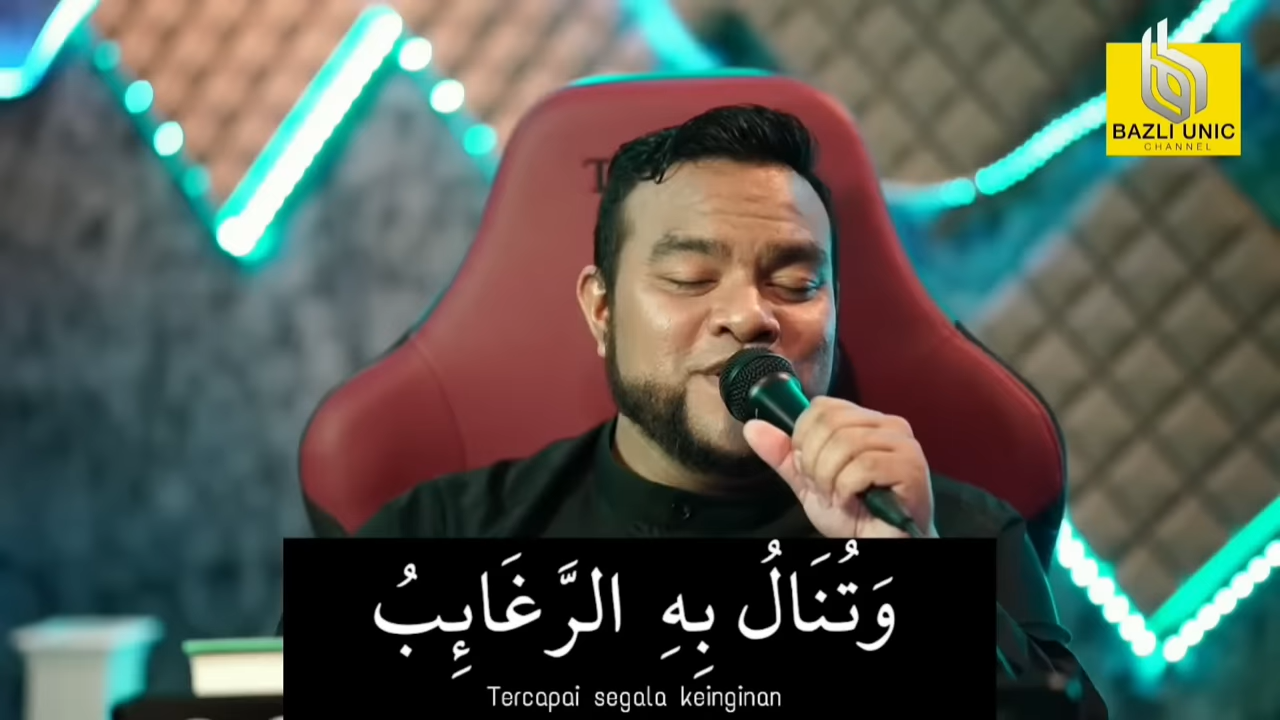 BAZLI UNIC
CHANNEL
وَتُنَالُ بِهِ الرَّغَائِبُ
Tercapai segala keinginan